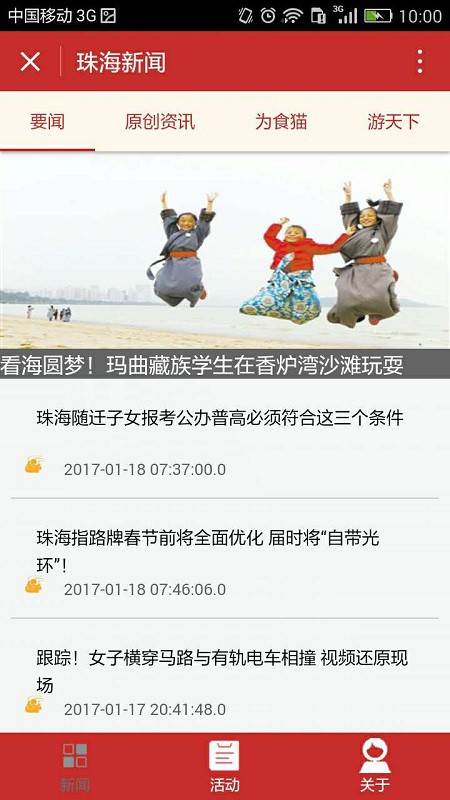 中国移动 3G
3G
10:00
珠海新闻
要闻 原创资讯 为食猫 游天下
看海圆梦！玛曲藏族学生在香炉湾沙滩玩耍
珠海随迁子女报考公办普高必须符合这三个条件
2017-01-18 07:37:00.0
珠海指路牌春节前将全面优化 届时将“自带光
环”！
2017-01-18 07:46:06.0
跟踪！女子横穿马路与有轨电车相撞 视频还原现
场
2017-01-17 20:41:48.0
新闻 活动 关于